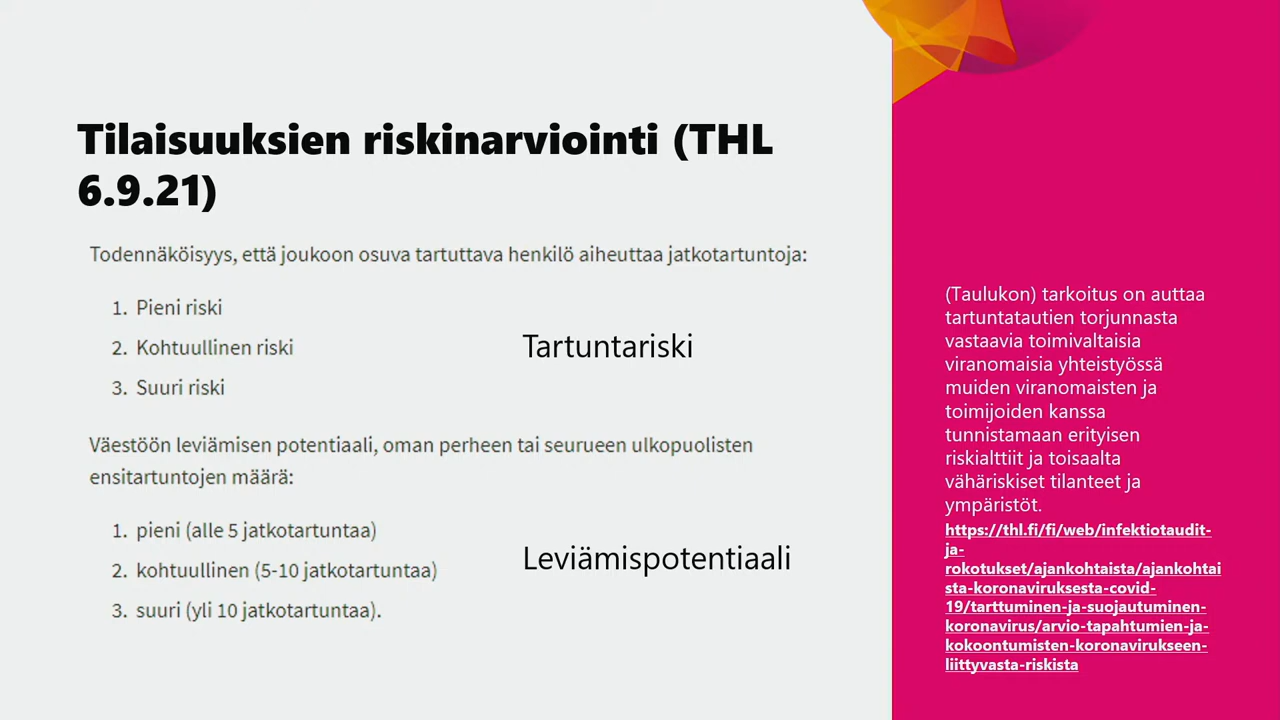 Tilaisuuksien riskinarviointi (THL
6.9.21)
Todennäköisyys, että joukoon osuva tartuttava henkilö aiheuttaa jatkotartuntoja:
1. Pieni riski
2. Kohtuullinen riski
3. Suuri riski
Tartuntariski
Väestöön leviämisen potentiaali, oman perheen tai seurueen ulkopuolisten
ensitartuntojen määrä:
1. pieni (alle 5 jatkotartuntaa)
2. kohtuullinen (5-10 jatkotartuntaa)
3. suuri (yli 10 jatkotartuntaa).
Leviämispotentiaali
(Taulukon) tarkoitus on auttaa
tartuntatautien torjunnasta
vastaavia toimivaltaisia
viranomaisia yhteistyössä
muiden viranomaisten ja
toimijoiden kanssa
tunnistamaan erityisen
riskialttiit ja toisaalta
vähäriskiset tilanteet ja
ympäristöt.
https://thl.fi/fi/web/infektiotaudit-
ja-
rokotukset/ajankohtaista/ajankohtai
sta-koronaviruksesta-covid-
19/tarttuminen-ja-suojautuminen-
koronavirus/arvio-tapahtumien-ja-
kokoontumisten-koronavirukseen-
liittyvasta-riskista